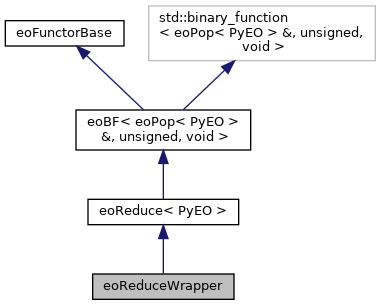 eoFunctorBase
std::binary_function
< eoPop< PyEO > &, unsigned,
void >
eoBF< eoPop< PyEO >
&, unsigned, void >
eoReduce< PyEO >
eoReduceWrapper